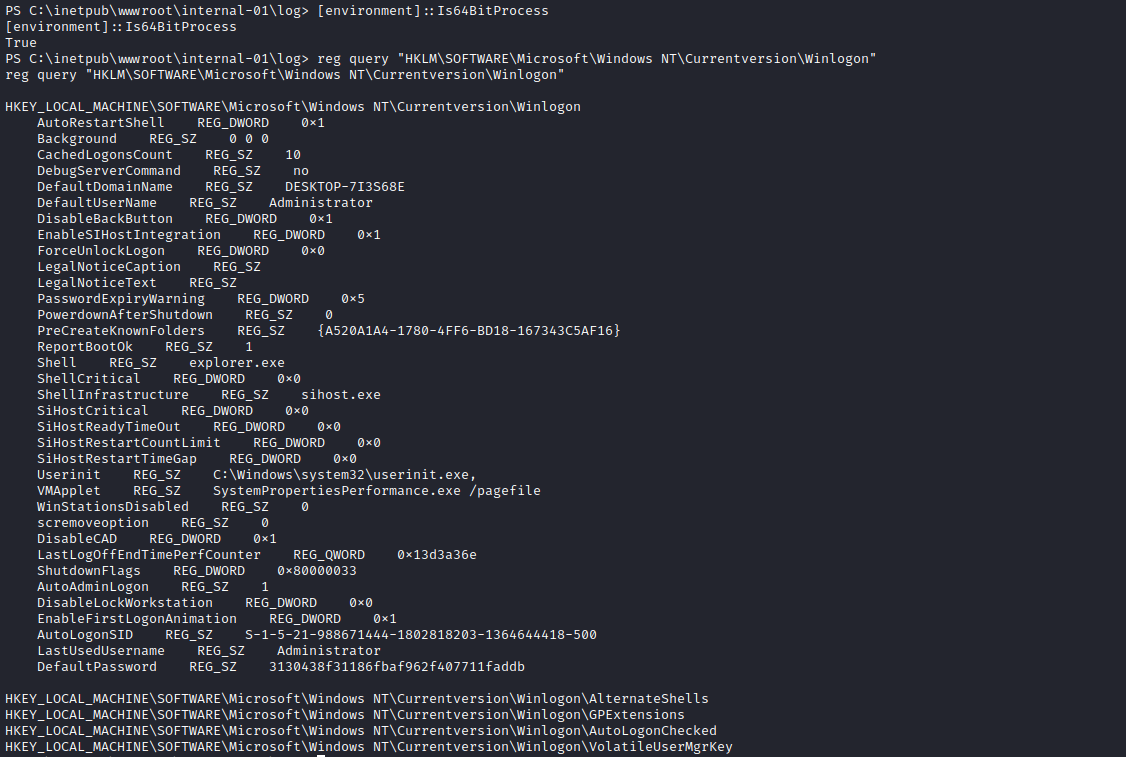 PS C:\inetpub\wwwroot\internal-01\log> [environment]::Is64BitProcess
[environment]::Is64BitProcess
True
PS C:\inetpub\wwwroot\internal-01\log> reg query "HKLM\SOFTWARE\Microsoft\Windows NT\Currentversion\Winlogon"
reg query "HKLM\SOFTWARE\Microsoft\Windows NT\Currentversion\Winlogon"

HKEY_LOCAL_MACHINE\SOFTWARE\Microsoft\Windows NT\Currentversion\Winlogon
    AutoRestartShell    REG_DWORD    0×1
    Background    REG_SZ    0 0 0
    CachedLogonsCount    REG_SZ    10
    DebugServerCommand    REG_SZ    no
    DefaultDomainName    REG_SZ    DESKTOP-7I3S68E
    DefaultUserName    REG_SZ    Administrator
    DisableBackButton    REG_DWORD    0×1
    EnableSIHostIntegration    REG_DWORD    0×1
    ForceUnlockLogon    REG_DWORD    0×0
    LegalNoticeCaption    REG_SZ
    LegalNoticeText    REG_SZ
    PasswordExpiryWarning    REG_DWORD    0×5
    PowerdownAfterShutdown    REG_SZ    0
    PreCreateKnownFolders    REG_SZ    {A520A1A4-1780-4FF6-BD18-167343C5AF16}
    ReportBootOk    REG_SZ    1
    Shell    REG_SZ    explorer.exe
    ShellCritical    REG_DWORD    0×0
    ShellInfrastructure    REG_SZ    sihost.exe
    SiHostCritical    REG_DWORD    0×0
    SiHostReadyTimeOut    REG_DWORD    0×0
    SiHostRestartCountLimit    REG_DWORD    0×0
    SiHostRestartTimeGap    REG_DWORD    0×0
    Userinit    REG_SZ    C:\Windows\system32\userinit.exe,
    VMApplet    REG_SZ    SystemPropertiesPerformance.exe /pagefile
    WinStationsDisabled    REG_SZ    0
    scremoveoption    REG_SZ    0
    DisableCAD    REG_DWORD    0×1
    LastLogOffEndTimePerfCounter    REG_QWORD    0×13d3a36e
    ShutdownFlags    REG_DWORD    0×80000033
    AutoAdminLogon    REG_SZ    1
    DisableLockWorkstation    REG_DWORD    0×0
    EnableFirstLogonAnimation    REG_DWORD    0×1
    AutoLogonSID    REG_SZ    S-1-5-21-988671444-1802818203-1364644418-500
    LastUsedUsername    REG_SZ    Administrator
    DefaultPassword    REG_SZ    3130438f31186fbaf962f407711faddb

HKEY_LOCAL_MACHINE\SOFTWARE\Microsoft\Windows NT\Currentversion\Winlogon\AlternateShells
HKEY_LOCAL_MACHINE\SOFTWARE\Microsoft\Windows NT\Currentversion\Winlogon\GPExtensions
HKEY_LOCAL_MACHINE\SOFTWARE\Microsoft\Windows NT\Currentversion\Winlogon\AutoLogonChecked
HKEY_LOCAL_MACHINE\SOFTWARE\Microsoft\Windows NT\Currentversion\Winlogon\VolatileUserMgrKey